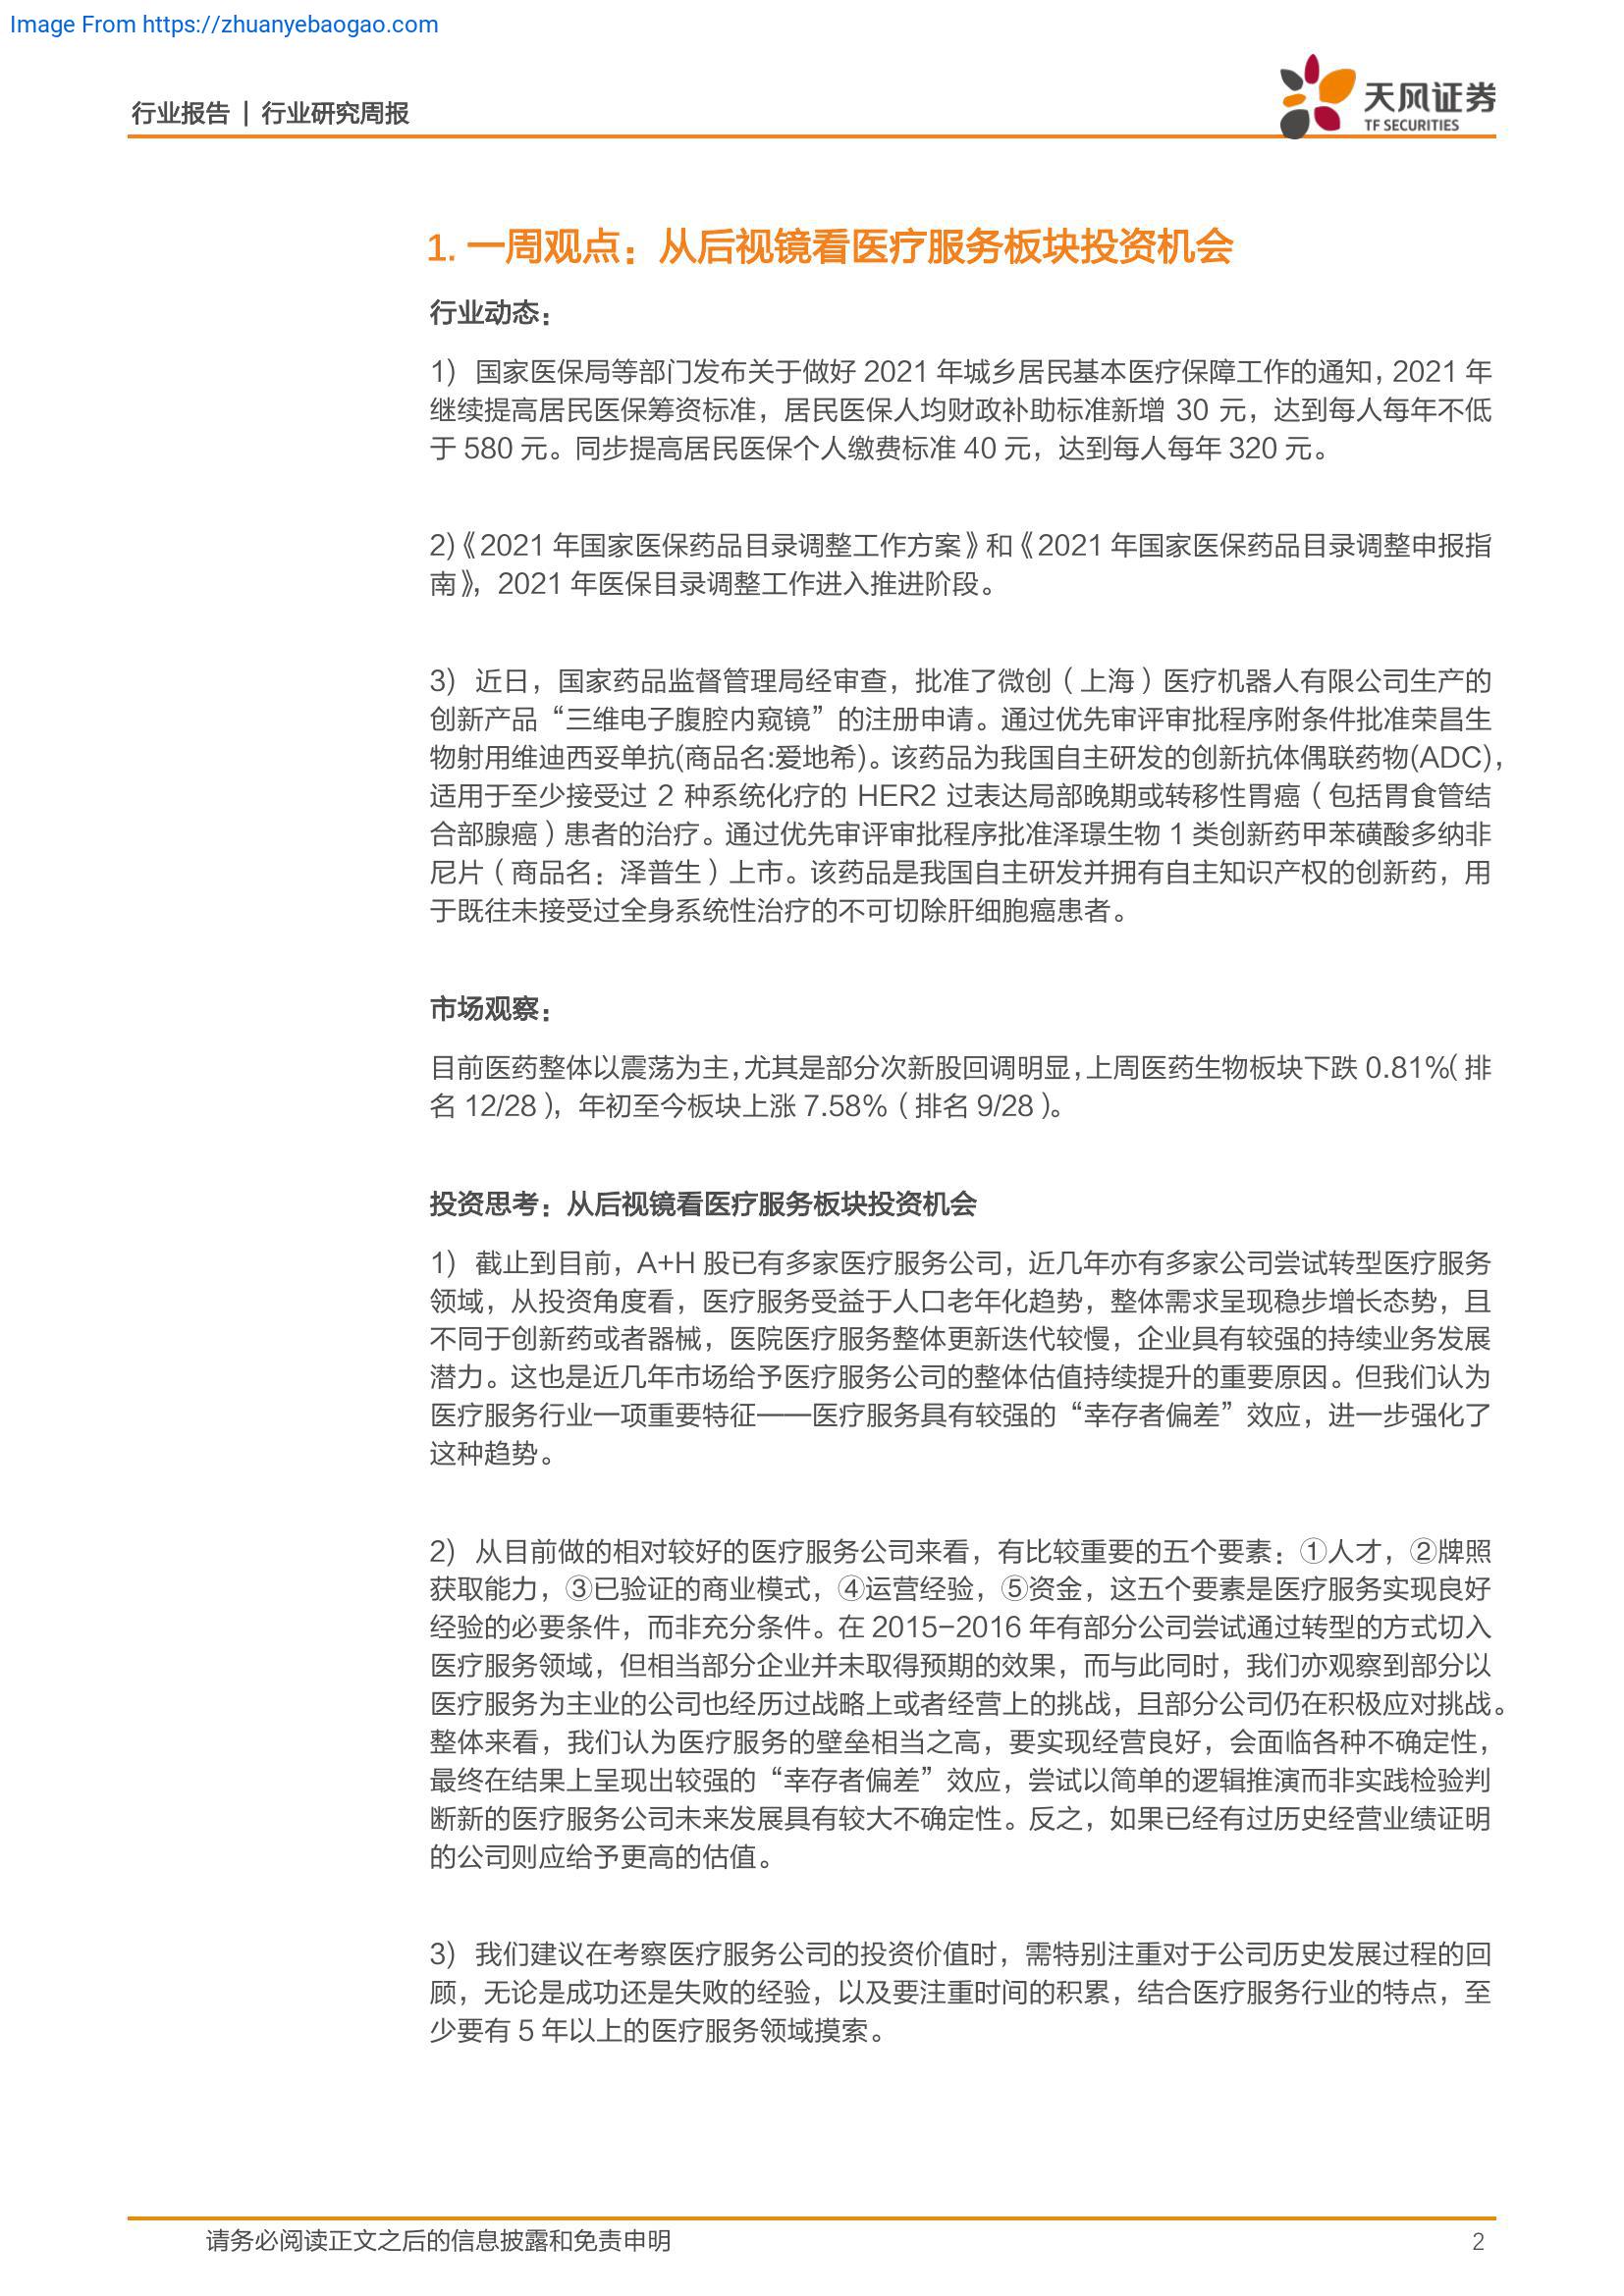 Image From https://zhuanyebaogao.com
行业报告 | 行业研究周报
天风证券
TF SECURITIES
1. 一周观点：从后视镜看医疗服务板块投资机会
行业动态：
1） 国家医保局等部门发布关于做好 2021 年城乡居民基本医疗保障工作的通知，2021 年
继续提高居民医保筹资标准，居民医保人均财政补助标准新增 30 元，达到每人每年不低
于 580 元。同步提高居民医保个人缴费标准 40 元，达到每人每年 320 元。
2)《2021 年国家医保药品目录调整工作方案》和《2021 年国家医保药品目录调整申报指
南》，2021 年医保目录调整工作进入推进阶段。
3） 近日，国家药品监督管理局经审查，批准了微创（上海）医疗机器人有限公司生产的
创新产品“三维电子腹腔内窥镜”的注册申请。通过优先审评审批程序附条件批准荣昌生
物射用维迪西妥单抗(商品名:爱地希)。该药品为我国自主研发的创新抗体偶联药物(ADC)，
适用于至少接受过 2 种系统化疗的 HER2 过表达局部晚期或转移性胃癌（包括胃食管结
合部腺癌）患者的治疗。通过优先审评审批程序批准泽璟生物 1 类创新药甲苯磺酸多纳非
尼片（商品名：泽普生）上市。该药品是我国自主研发并拥有自主知识产权的创新药，用
于既往未接受过全身系统性治疗的不可切除肝细胞癌患者。
市场观察：
目前医药整体以震荡为主，尤其是部分次新股回调明显，上周医药生物板块下跌 0.81%（排
名 12/28），年初至今板块上涨 7.58%（排名 9/28）。
投资思考：从后视镜看医疗服务板块投资机会
1） 截止到目前，A+H 股已有多家医疗服务公司，近几年亦有多家公司尝试转型医疗服务
领域，从投资角度看，医疗服务受益于人口老年化趋势，整体需求呈现稳步增长态势，且
不同于创新药或者器械，医院医疗服务整体更新迭代较慢，企业具有较强的持续业务发展
潜力。这也是近几年市场给予医疗服务公司的整体估值持续提升的重要原因。但我们认为
医疗服务行业一项重要特征——医疗服务具有较强的“幸存者偏差”效应，进一步强化了
这种趋势。
2） 从目前做的相对较好的医疗服务公司来看，有比较重要的五个要素：①人才，②牌照
获取能力，③已验证的商业模式，④运营经验，⑤资金，这五个要素是医疗服务实现良好
经验的必要条件，而非充分条件。在 2015-2016 年有部分公司尝试通过转型的方式切入
医疗服务领域，但相当部分企业并未取得预期的效果，而与此同时，我们亦观察到部分以
医疗服务为主业的公司也经历过战略上或者经营上的挑战，且部分公司仍在积极应对挑战。
整体来看，我们认为医疗服务的壁垒相当之高，要实现经营良好，会面临各种不确定性，
最终在结果上呈现出较强的“幸存者偏差”效应，尝试以简单的逻辑推演而非实践检验判
断新的医疗服务公司未来发展具有较大不确定性。反之，如果已经有过历史经营业绩证明
的公司则应给予更高的估值。
3） 我们建议在考察医疗服务公司的投资价值时，需特别注重对于公司历史发展过程的回
顾，无论是成功还是失败的经验，以及要注重时间的积累，结合医疗服务行业的特点，至
少要有 5 年以上的医疗服务领域摸索。
请务必阅读正文之后的信息披露和免责申明
2